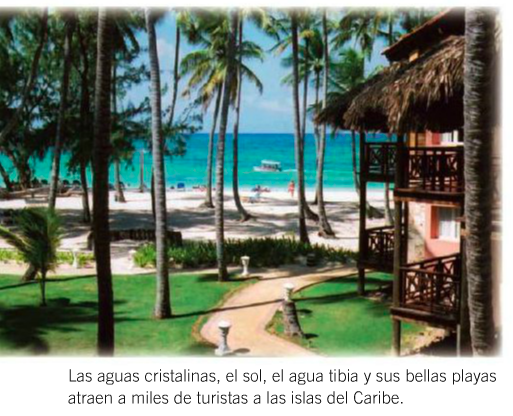 Las aguas cristalinas, el sol, el agua tibia y sus bellas playas
atraen a miles de turistas a las islas del Caribe.